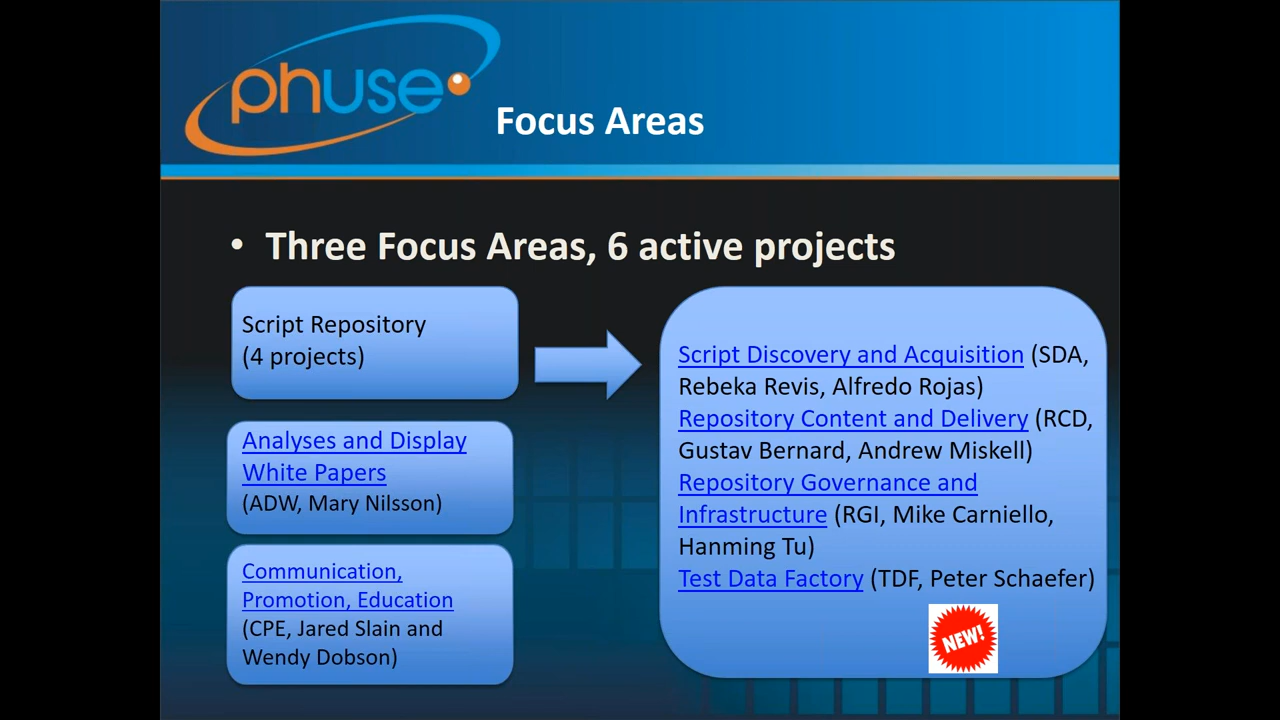 phuse
Focus Areas
• Three Focus Areas, 6 active projects
Script Repository
(4 projects)
Analyses and Display
White Papers
(ADW, Mary Nilsson)
Communication,
Promotion, Education
(CPE, Jared Slain and
Wendy Dobson)
Script Discovery and Acquisition (SDA,
Rebeka Revis, Alfredo Rojas)
Repository Content and Delivery (RCD,
Gustav Bernard, Andrew Miskell)
Repository Governance and
Infrastructure (RGI, Mike Carniello,
Hanming Tu)
Test Data Factory (TDF, Peter Schaefer)
NEW!